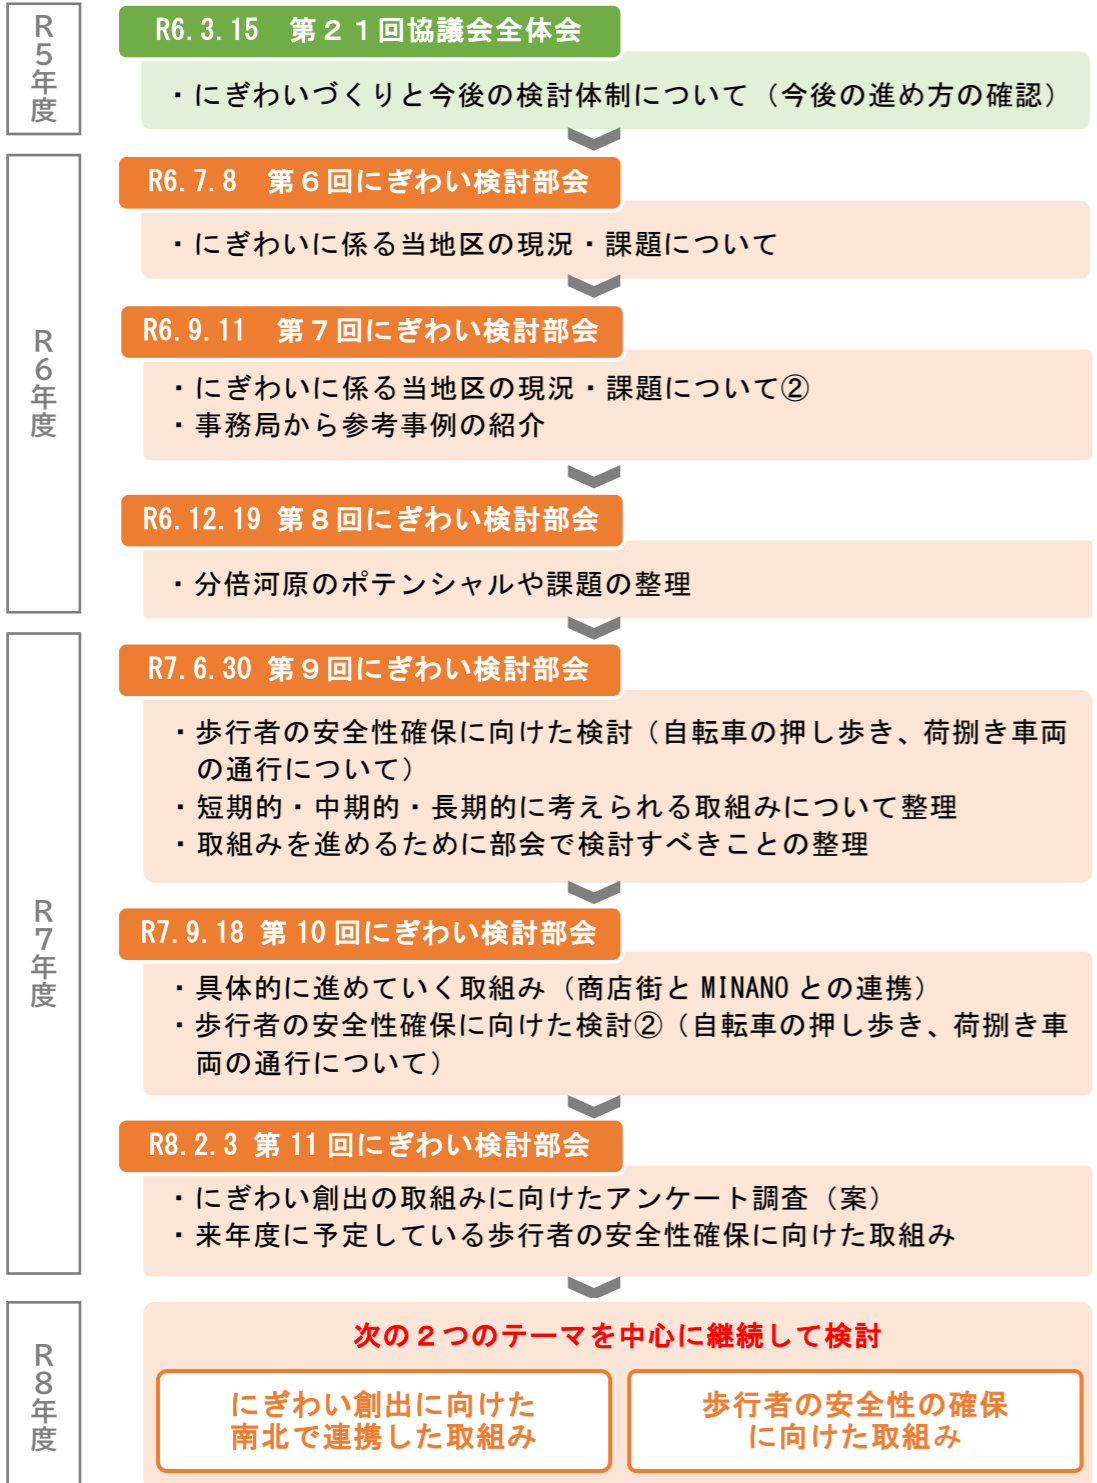 R5年度
R6.3.15 第21回協議会全体会
・にぎわいづくりと今後の検討体制について（今後の進め方の確認）
R6年度
R6.7.8 第6回にぎわい検討部会
・にぎわいに係る当地区の現況・課題について
R6.9.11 第7回にぎわい検討部会
・にぎわいに係る当地区の現況・課題について②
・事務局から参考事例の紹介
R6.12.19 第8回にぎわい検討部会
・分倍河原のポテンシャルや課題の整理
R7年度
R7.6.30 第9回にぎわい検討部会
・歩行者の安全性確保に向けた検討（自転車の押し歩き、荷捌き車両
の通行について）
・短期的・中期的・長期的に考えられる取組みについて整理
・取組みを進めるために部会で検討すべきことの整理
R7.9.18 第10回にぎわい検討部会
・具体的に進めていく取組み（商店街とMINANOとの連携）
・歩行者の安全性確保に向けた検討②（自転車の押し歩き、荷捌き車
両の通行について）
R8.2.3 第11回にぎわい検討部会
・にぎわい創出の取組みに向けたアンケート調査（案）
・来年度に予定している歩行者の安全性確保に向けた取組み
R8年度
次の2つのテーマを中心に継続して検討
にぎわい創出に向けた
南北で連携した取組み
歩行者の安全性の確保
に向けた取組み